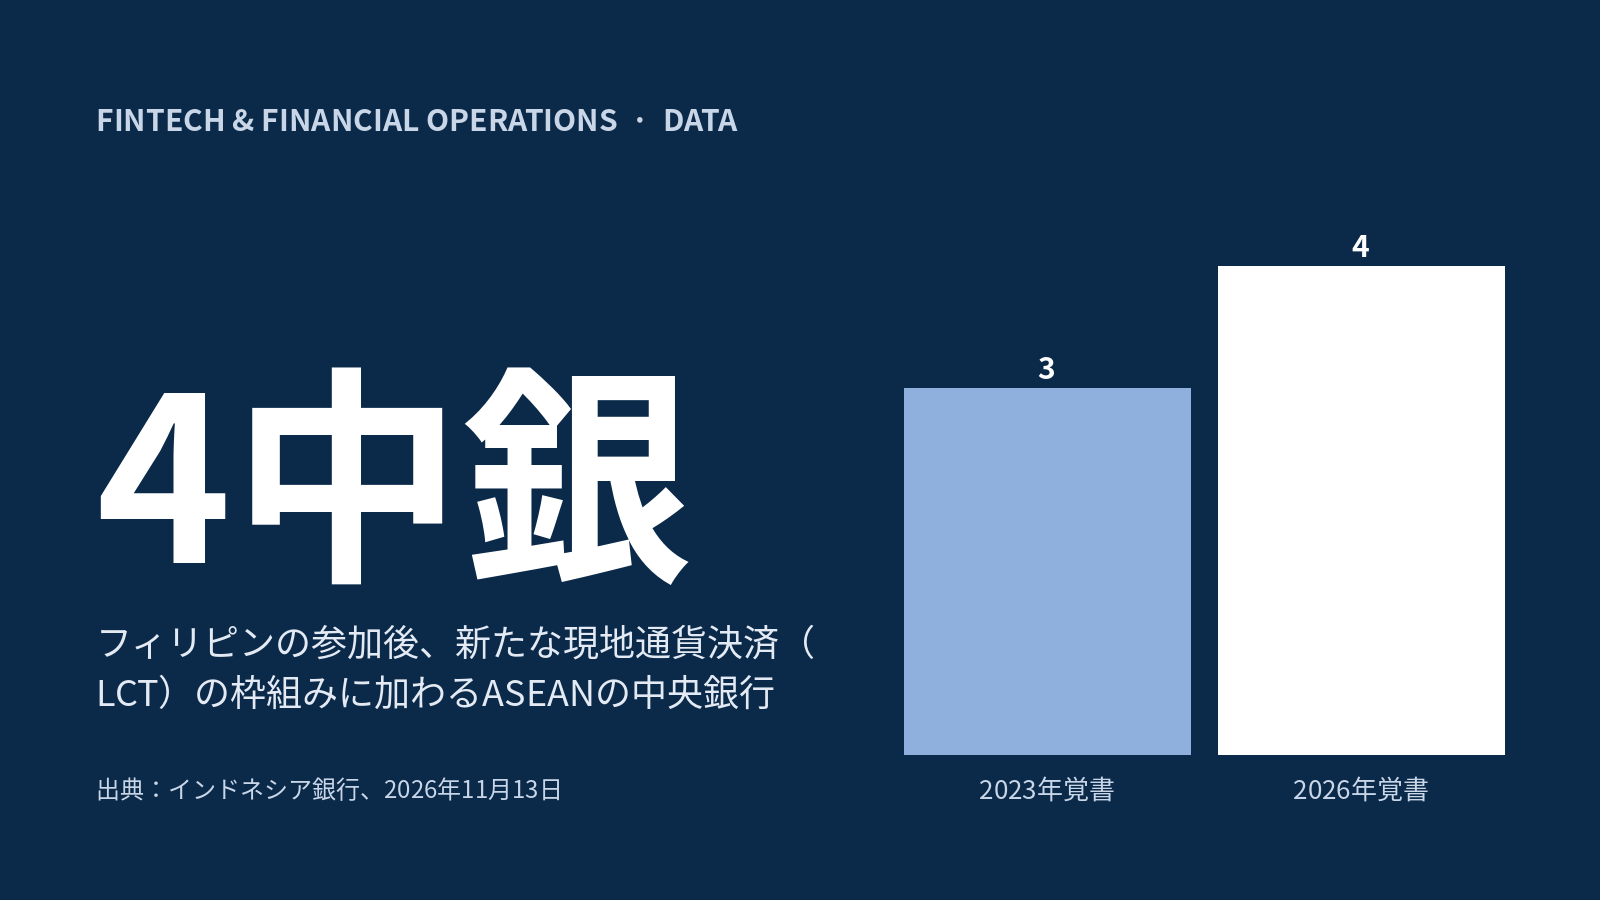 FINTECH & FINANCIAL OPERATIONS · DATA
4中銀
フィリピンの参加後、新たな現地通貨決済（
LCT）の枠組みに加わるASEANの中央銀行
出典：インドネシア銀行、2026年11月13日
3
4
2023年覚書
2026年覚書